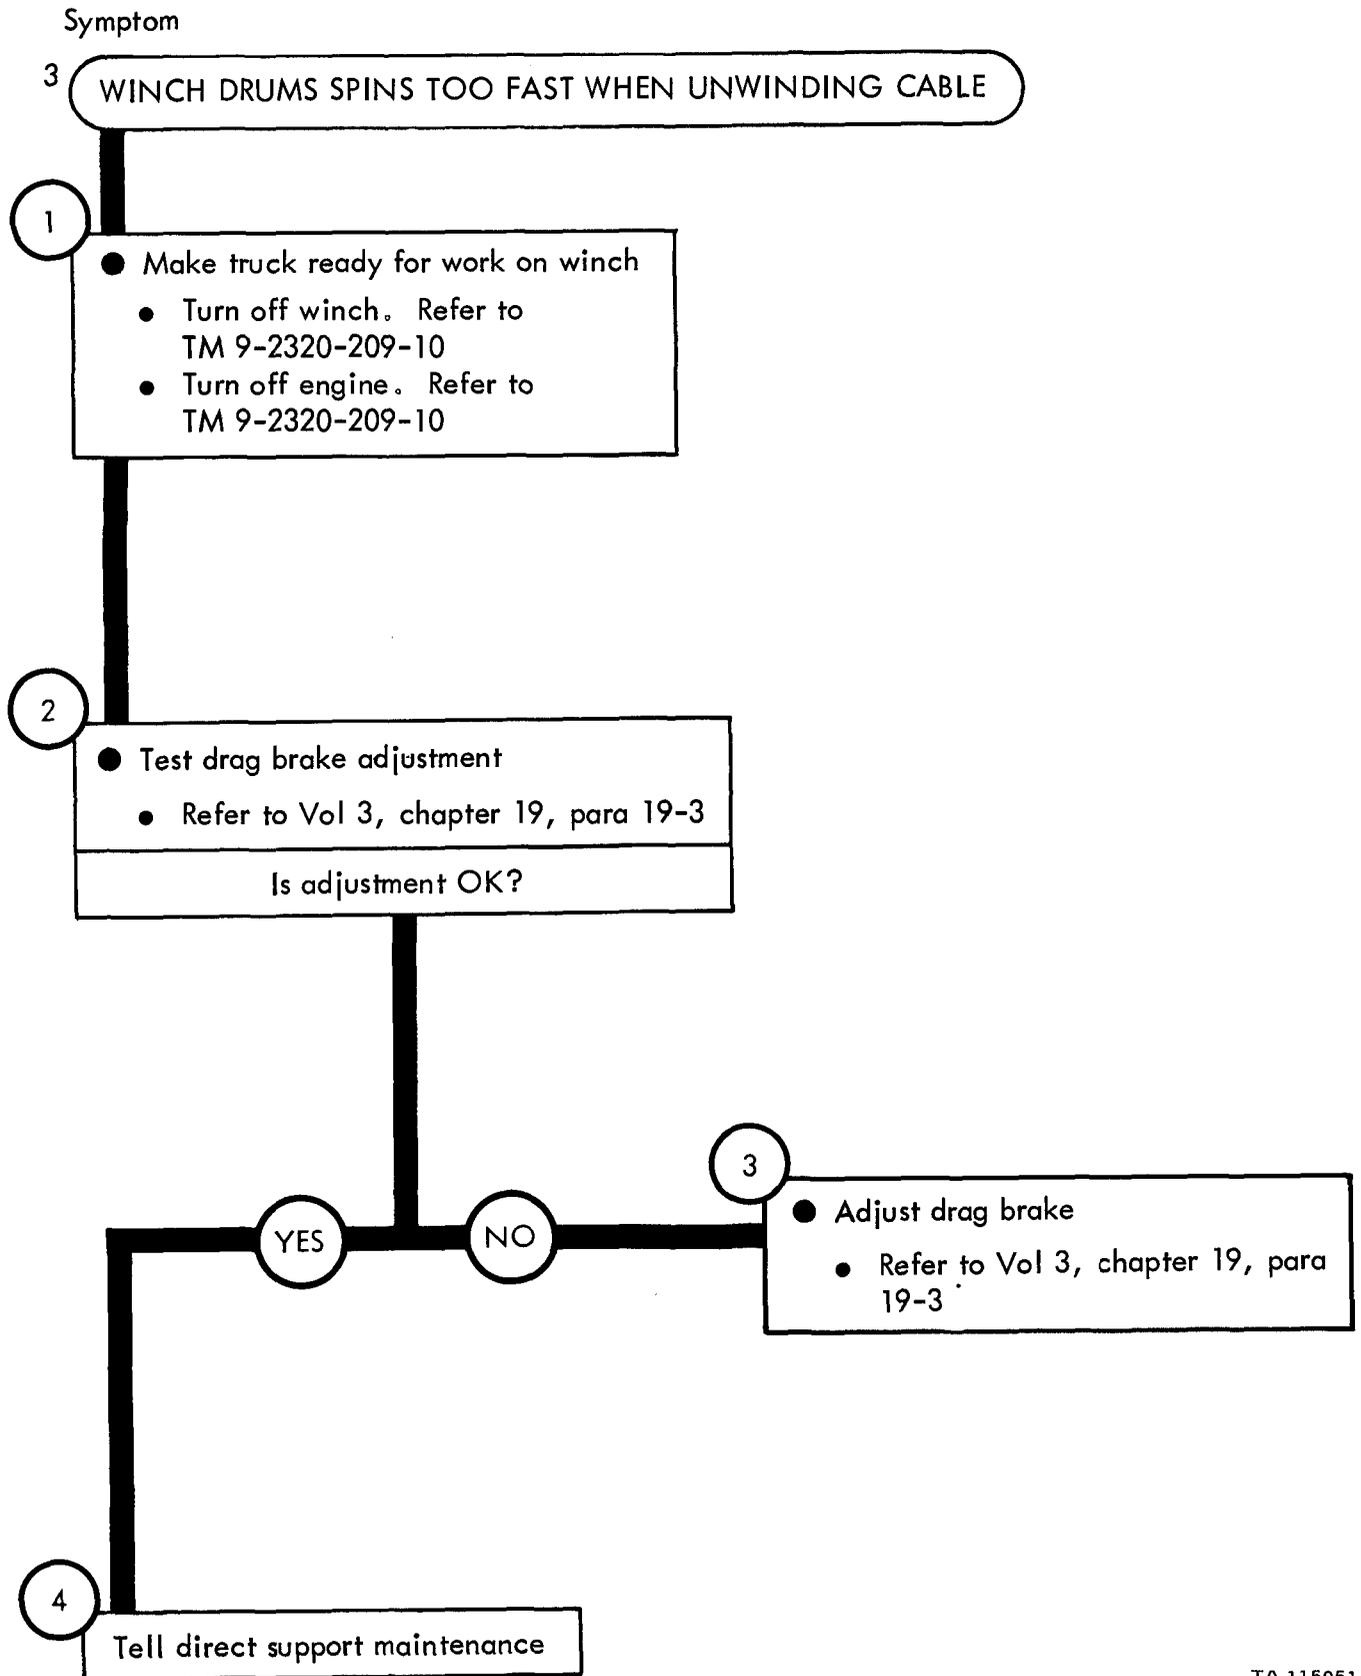 Symptom
3 WINCH DRUMS SPINS TOO FAST WHEN UNWINDING CABLE
1
● Make truck ready for work on winch
● Turn off winch. Refer to
TM 9-2320-209-10
● Turn off engine. Refer to
TM 9-2320-209-10
2
● Test drag brake adjustment
● Refer to Vol 3, chapter 19, para 19-3
Is adjustment OK?
YES
NO
3
● Adjust drag brake
● Refer to Vol 3, chapter 19, para
19-3
4
Tell direct support maintenance